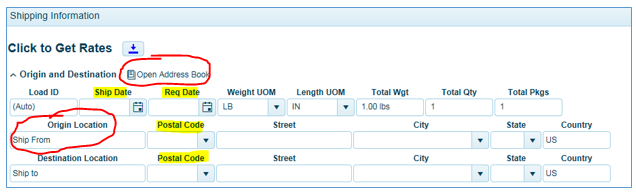 Shipping Information
Click to Get Rates
Origin and Destination Open Address Book
Load ID Ship Date Req Date Weight UOM Length UOM Total Wgt Total Qty Total Pkgs
(Auto) LB IN 1.00 lbs 1 1
Origin Location Postal Code Street City State Country
Ship From US
Destination Location Postal Code Street City State Country
Ship to US